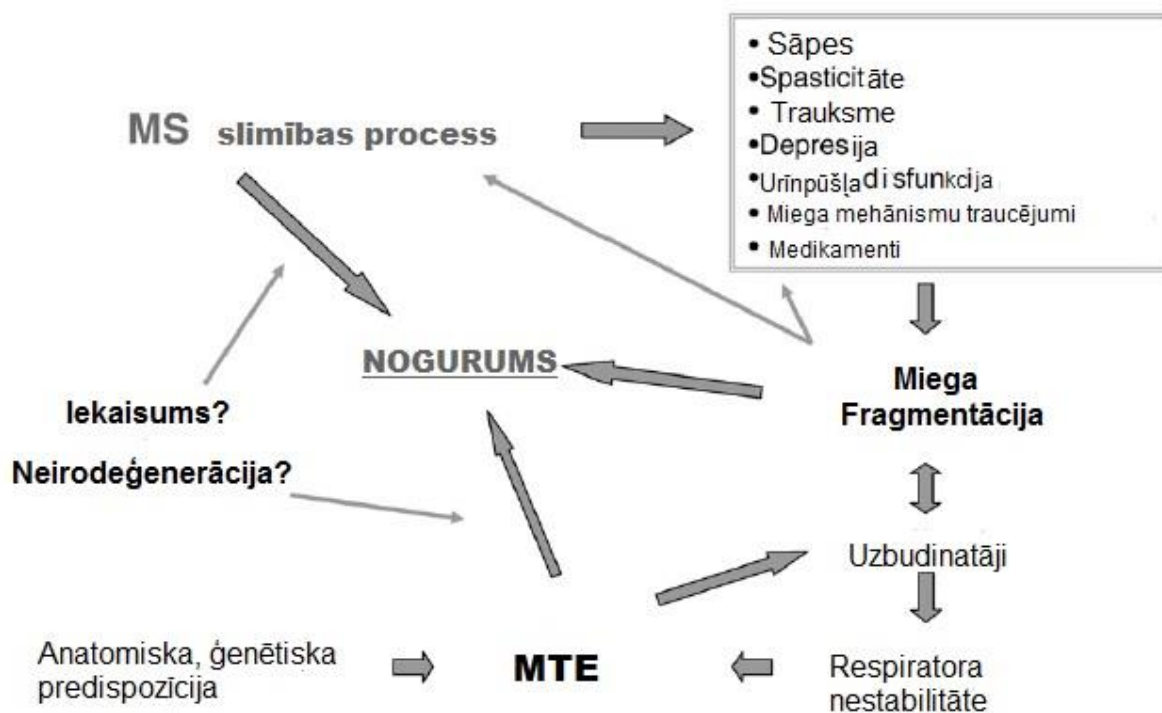 MS slimības process
• Sāpes
•Spasticitāte
• Trauksme
•Depresija
•Urīnpūšļa disfunkcija
• Miega mehānismu traucējumi
• Medikamenti
NOGURUMS
Miega
Fragmentācija
Iekaisums?
Neirodeģenerācija?
Uzbudinatāji
Anatomiska, ģenētiska
predispozīcija
MTE
Respiratora
nestabilitāte